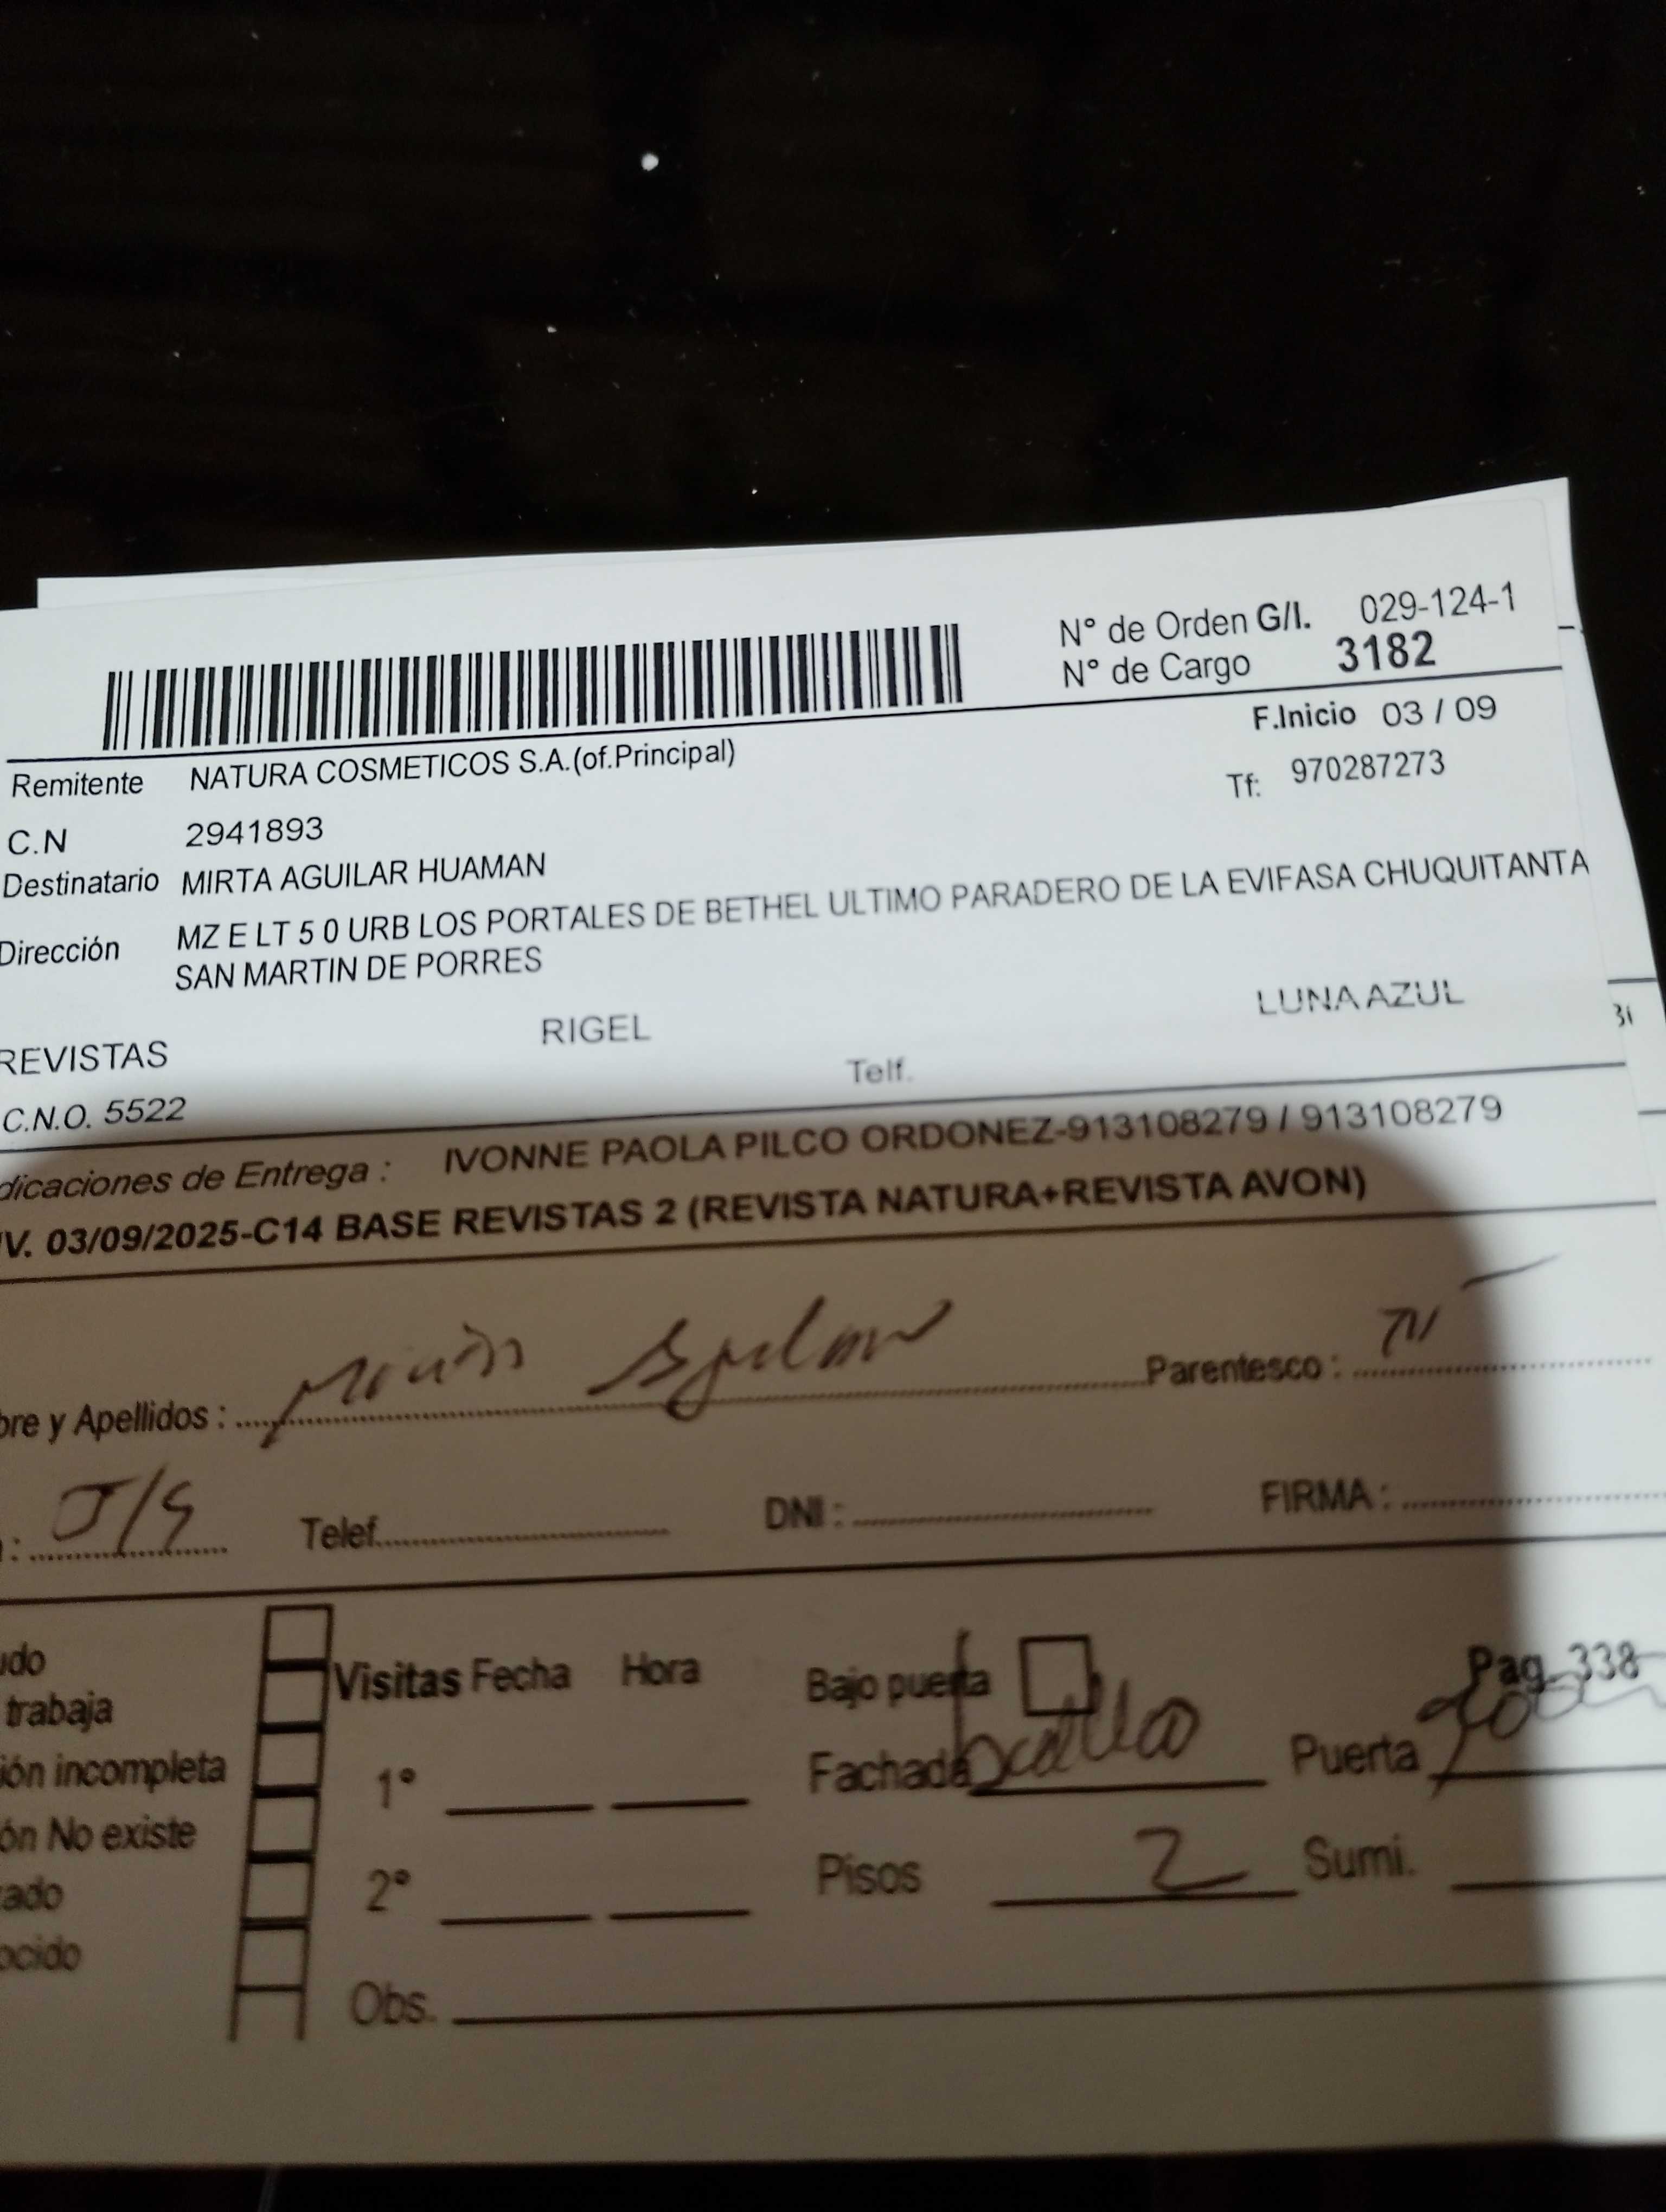 N° de Orden G/I. 029-124-1
N° de Cargo 3182
F.Inicio 03 / 09
Remitente NATURA COSMETICOS S.A.(of.Principal)
Tf: 970287273
C.N 2941893
Destinatario MIRTA AGUILAR HUAMAN
Dirección MZ E LT 5 0 URB LOS PORTALES DE BETHEL ULTIMO PARADERO DE LA EVIFASA CHUQUITANTA
SAN MARTIN DE PORRES
REVISTAS RIGEL LUNA AZUL
C.N.O. 5522 Telf.
dicaciones de Entrega : IVONNE PAOLA PILCO ORDONEZ-913108279 / 913108279
V. 03/09/2025-C14 BASE REVISTAS 2 (REVISTA NATURA+REVISTA AVON)
bre y Apellidos : Parentesco :
Telef. DNI : FIRMA :
Pag. 338
udo Visitas Fecha Hora Bajo puerta
trabaja
ión incompleta 1° Fachada Puerta
ón No existe
ado 2° Pisos 2 Sumi.
ocido
Obs.